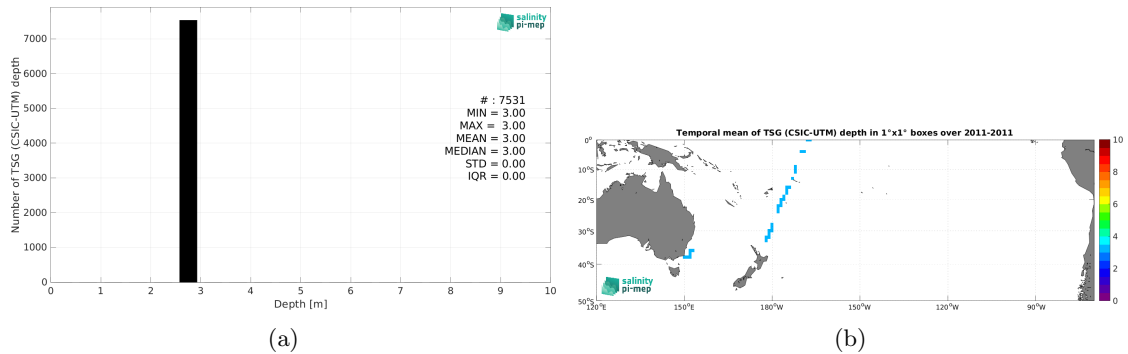 salinity
pi-mep
Number of TSG (CSIC-UTM) depth
7000
6000
5000
4000
3000
2000
1000
0
# : 7531
MIN = 3.00
MAX = 3.00
MEAN = 3.00
MEDIAN = 3.00
STD = 0.00
IQR = 0.00
0 1 2 3 4 5 6 7 8 9 10
Depth [m]
(a)
Temporal mean of TSG (CSIC-UTM) depth in 1°x1° boxes over 2011-2011
0°
10°S
20°S
30°S
40°S
50°S
120°E 150°E 180°W 150°W 120°W 90°W
salinity
pi-mep
10
8
6
4
2
0
(b)